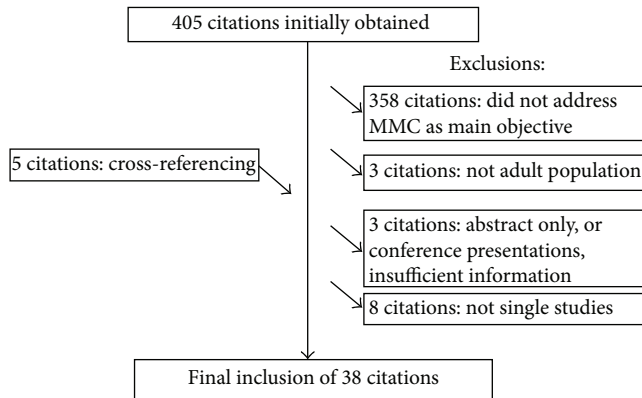 405 citations initially obtained
Exclusions:
358 citations: did not address
MMC as main objective
5 citations: cross-referencing
3 citations: not adult population
3 citations: abstract only, or
conference presentations,
insufficient information
8 citations: not single studies
Final inclusion of 38 citations